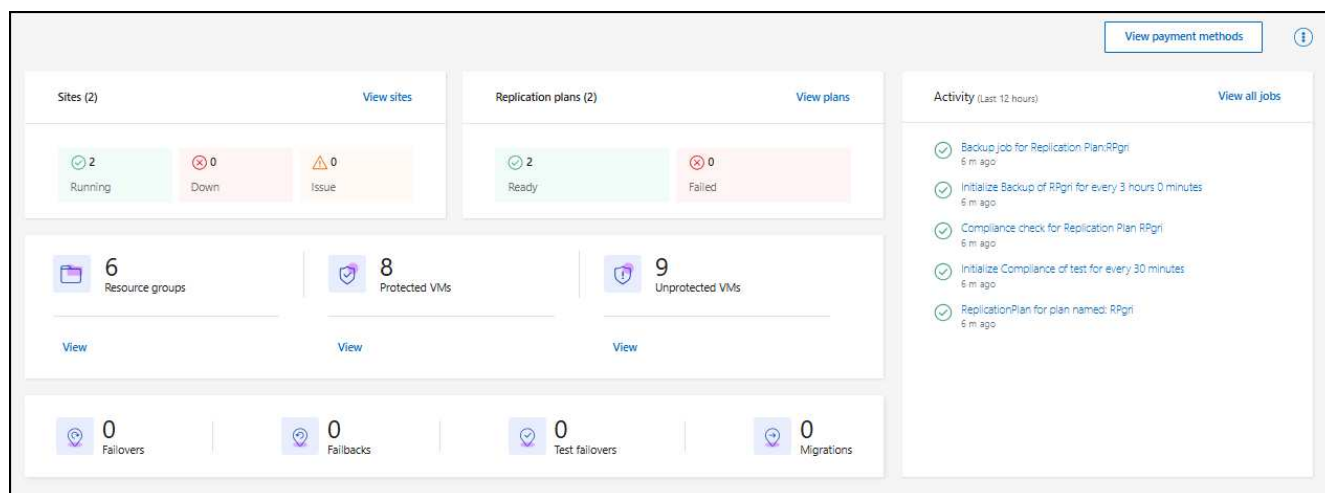 View payment methods
Sites (2)
View sites
2
Running
0
Down
0
Issue
Replication plans (2)
View plans
2
Ready
0
Failed
6
Resource groups
View
8
Protected VMs
View
9
Unprotected VMs
View
0
Failovers
0
Failbacks
0
Test failovers
0
Migrations
Activity (Last 12 hours)
View all jobs
Backup job for Replication Plan:RPgri
6 m ago
Initialize Backup of RPgri for every 3 hours 0 minutes
6 m ago
Compliance check for Replication Plan RPgri
6 m ago
Initialize Compliance of test for every 30 minutes
6 m ago
ReplicationPlan for plan named: RPgri
6 m ago